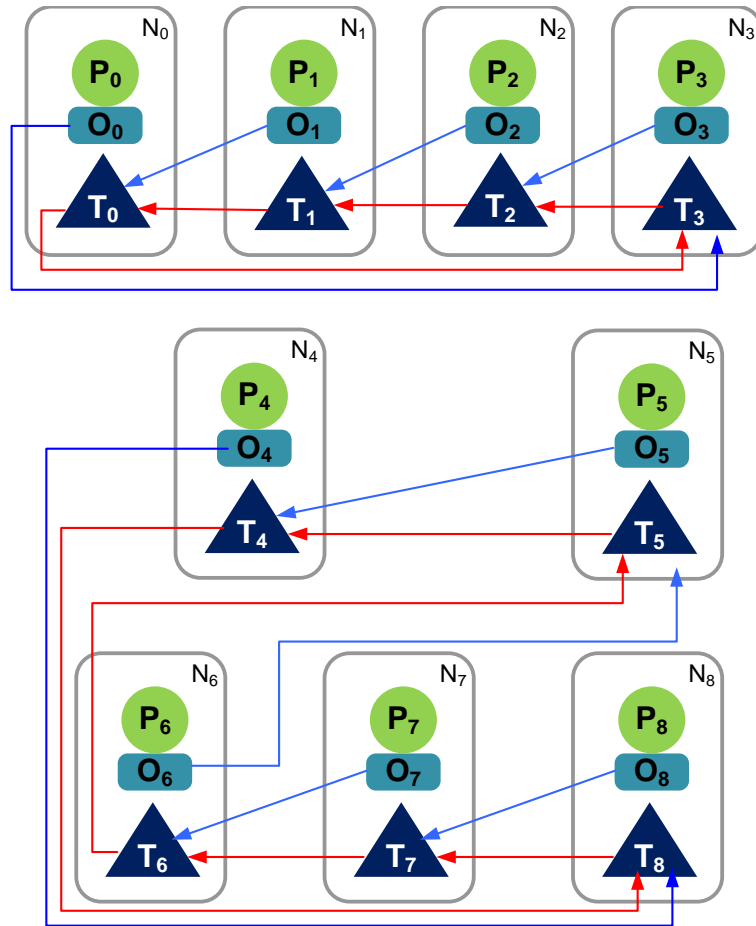 N₀ N₁ N₂ N₃
P₀ P₁ P₂ P₃
O₀ O₁ O₂ O₃
T₀ T₁ T₂ T₃
N₄ N₅
P₄ P₅
O₄ O₅
T₄ T₅
N₆ N₇ N₈
P₆ P₇ P₈
O₆ O₇ O₈
T₆ T₇ T₈